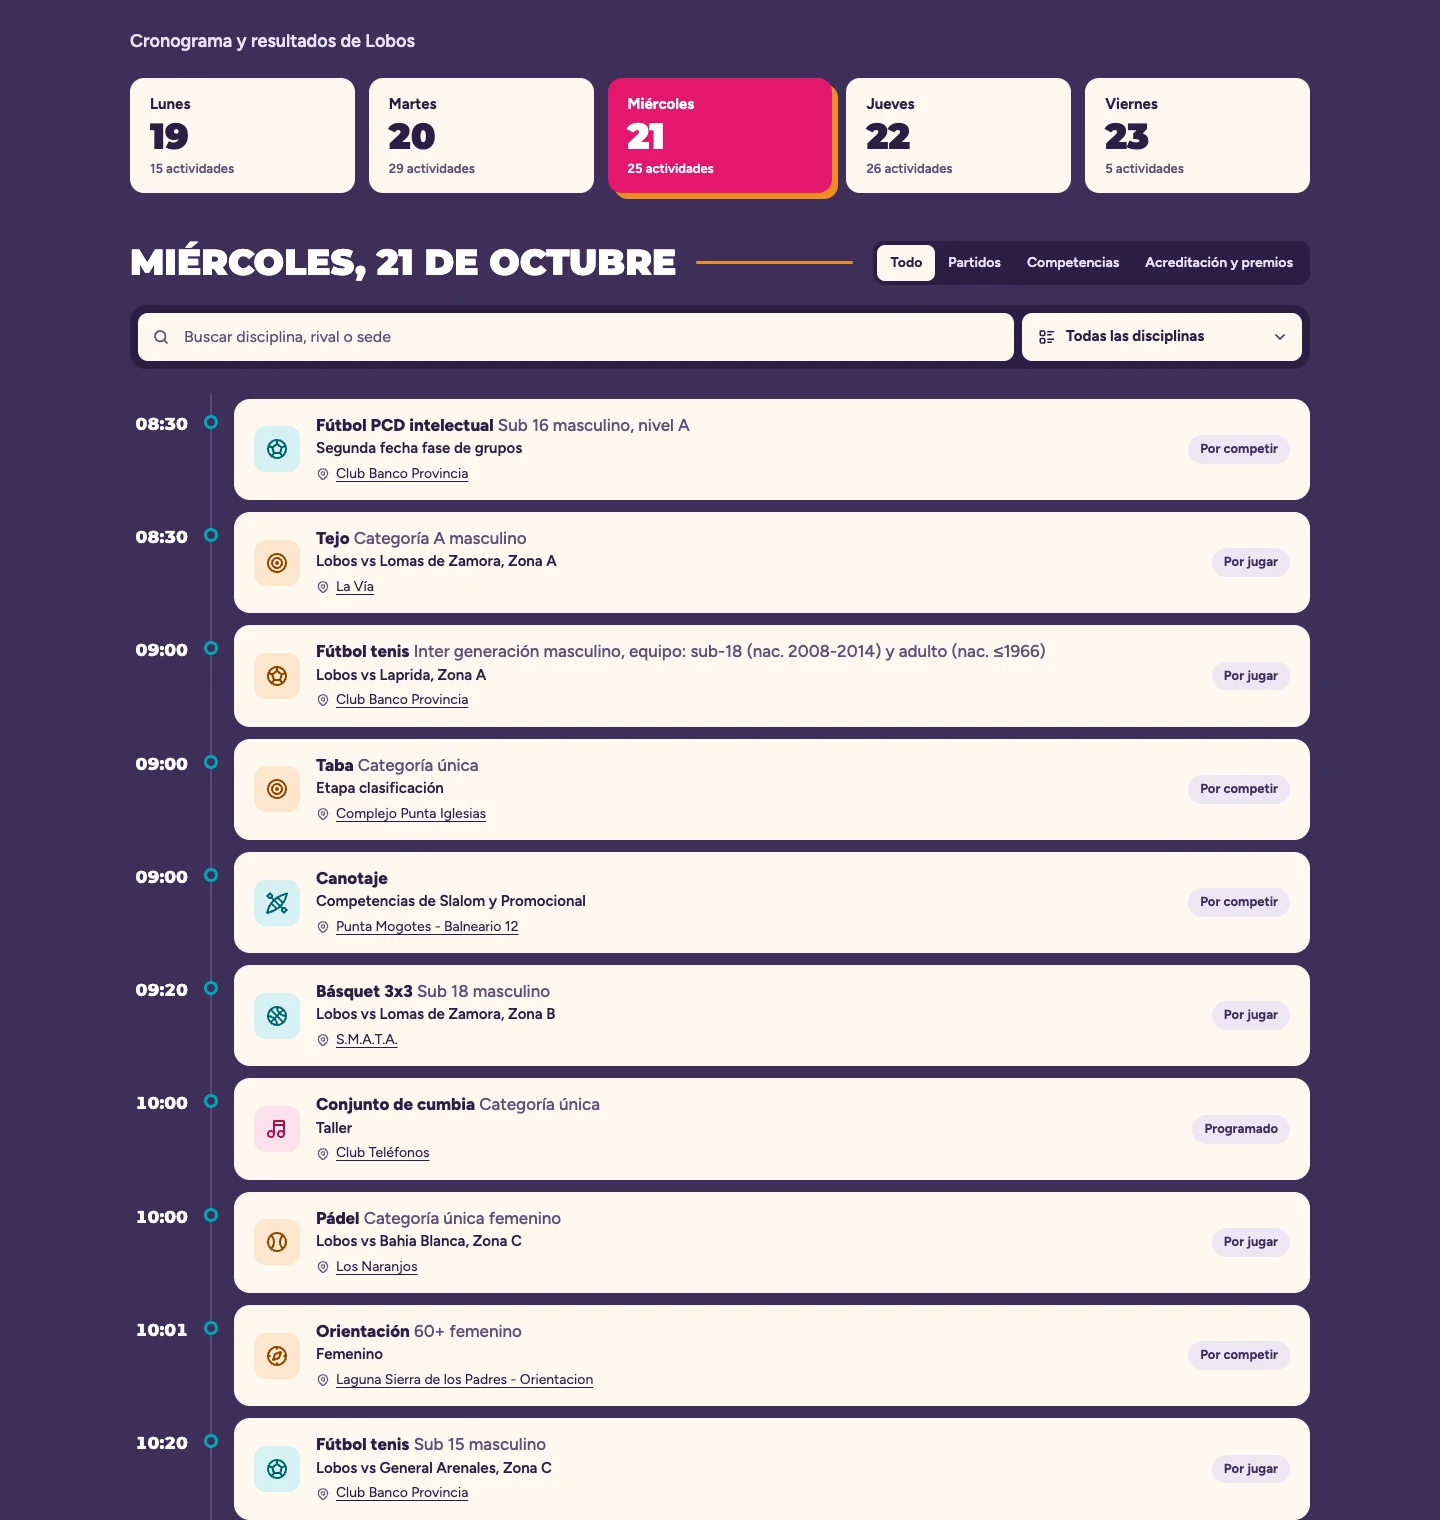 Cronograma y resultados de Lobos
Lunes
19
15 actividades
Martes
20
29 actividades
Miércoles
21
25 actividades
Jueves
22
26 actividades
Viernes
23
5 actividades
MIÉRCOLES, 21 DE OCTUBRE
Todo
Partidos
Competencias
Acreditación y premios
Buscar disciplina, rival o sede
Todas las disciplinas
08:30
Fútbol PCD intelectual Sub 16 masculino, nivel A
Segunda fecha fase de grupos
Club Banco Provincia
Por competir
08:30
Tejo Categoría A masculino
Lobos vs Lomas de Zamora, Zona A
La Vía
Por jugar
09:00
Fútbol tenis Inter generación masculino, equipo: sub-18 (nac. 2008-2014) y adulto (nac. ≤1966)
Lobos vs Laprida, Zona A
Club Banco Provincia
Por jugar
09:00
Taba Categoría única
Etapa clasificación
Complejo Punta Iglesias
Por competir
09:00
Canotaje
Competencias de Slalom y Promocional
Punta Mogotes - Balneario 12
Por competir
09:20
Básquet 3x3 Sub 18 masculino
Lobos vs Lomas de Zamora, Zona B
S.M.A.T.A.
Por jugar
10:00
Conjunto de cumbia Categoría única
Taller
Club Teléfonos
Programado
10:00
Pádel Categoría única femenino
Lobos vs Bahia Blanca, Zona C
Los Naranjos
Por jugar
10:01
Orientación 60+ femenino
Femenino
Laguna Sierra de los Padres - Orientacion
Por competir
10:20
Fútbol tenis Sub 15 masculino
Lobos vs General Arenales, Zona C
Club Banco Provincia
Por jugar